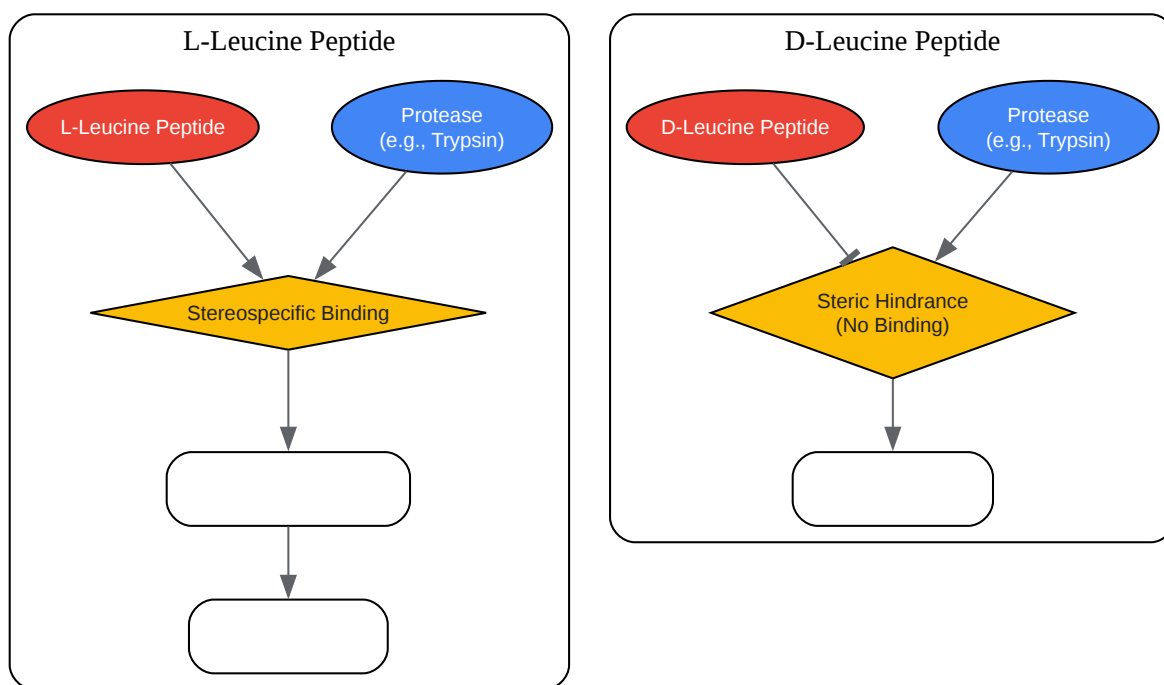 L-Leucine Peptide
L-Leucine Peptide
Protease
(e.g., Trypsin)
Stereospecific Binding
D-Leucine Peptide
D-Leucine Peptide
Protease
(e.g., Trypsin)
Steric Hindrance
(No Binding)